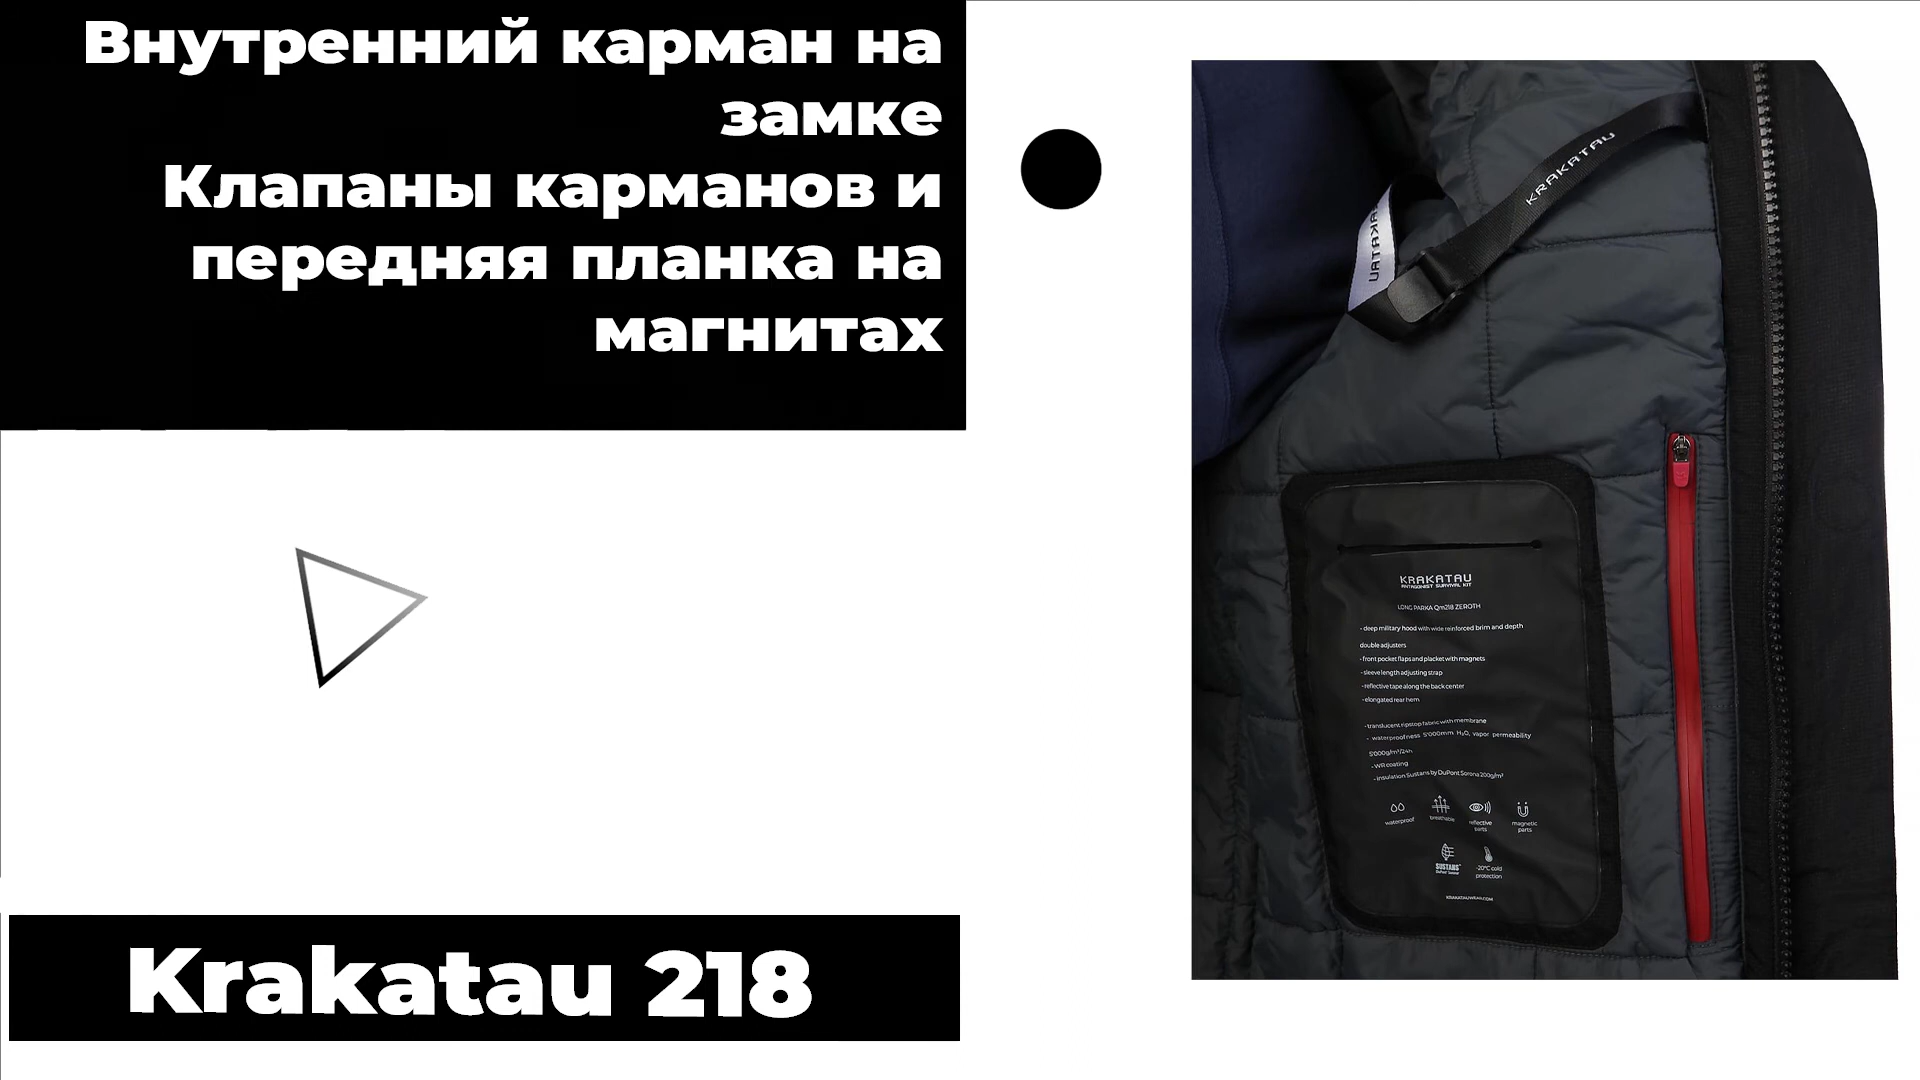 Внутренний карман на
замке
Клапаны карманов и
передняя планка на
магнитах
KRAKATAU
KRAKATAU
KRAKATAU
ANTAGONIST SURVIVAL KIT
LONG PARKA Qm218 ZEROTH
- deep military hood with wide reinforced brim and depth
double adjusters
- front pocket flaps and placket with magnets
- sleeve length adjusting strap
- reflective tape along the back center
- elongated rear hem
- translucent ripstop fabric with membrane
- waterproofness 5'000mm H₂O, vapor permeability
5'000g/m²/24h
- WR coating
- insulation Sustans by DuPont Sorona 200g/m²
waterproof breathable reflective parts magnetic parts
SUSTANS
-20°C cold
protection
KRAKATAUWEAR.COM
Krakatau 218